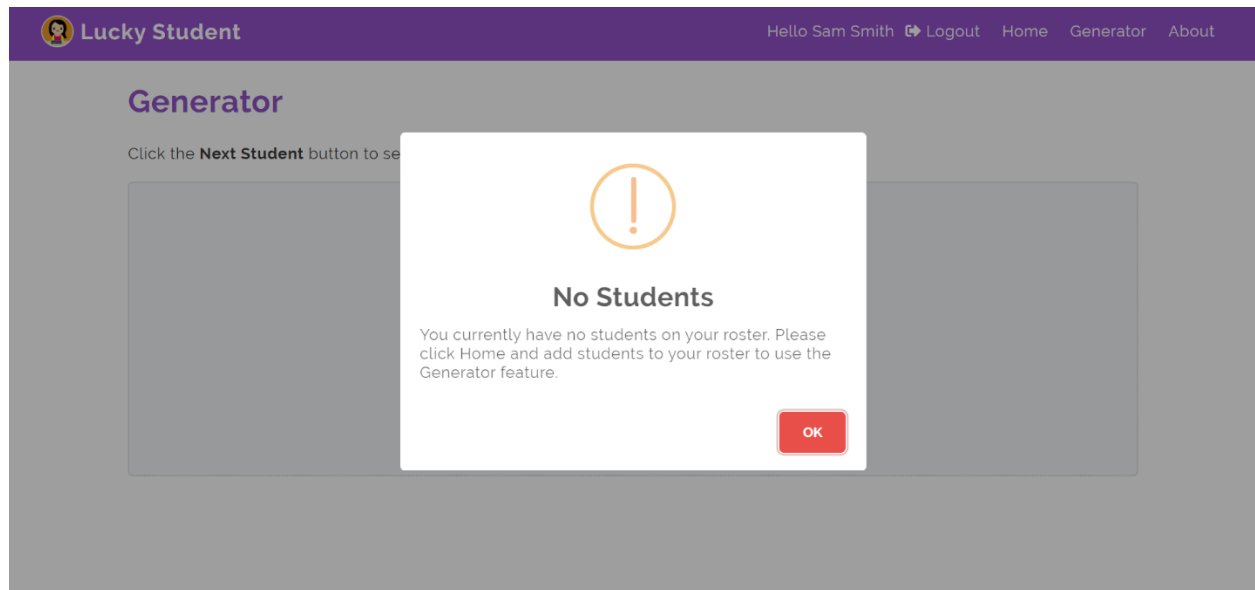 Lucky Student
Hello Sam Smith Logout Home Generator About
Generator
Click the Next Student button to se
No Students
You currently have no students on your roster. Please
click Home and add students to your roster to use the
Generator feature.
OK